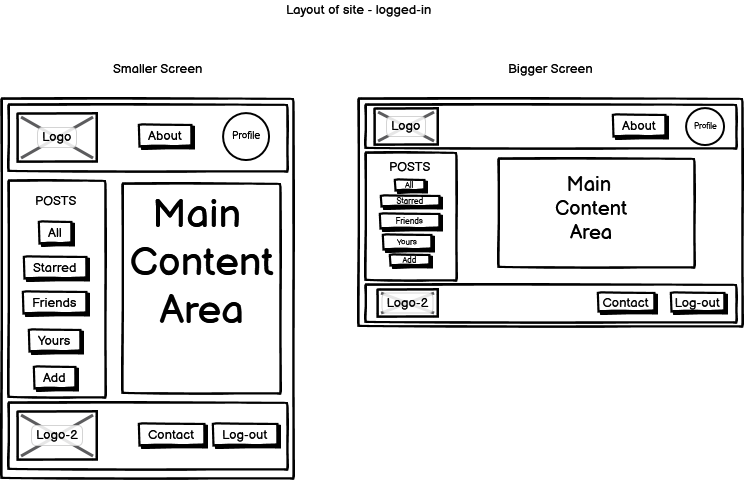 Layout of site - logged-in
Smaller Screen
Logo
About
Profile
POSTS
All
Starred
Friends
Yours
Add
Main
Content
Area
Logo-2
Contact
Log-out
Bigger Screen
Logo
About
Profile
POSTS
All
Starred
Friends
Yours
Add
Main
Content
Area
Logo-2
Contact
Log-out